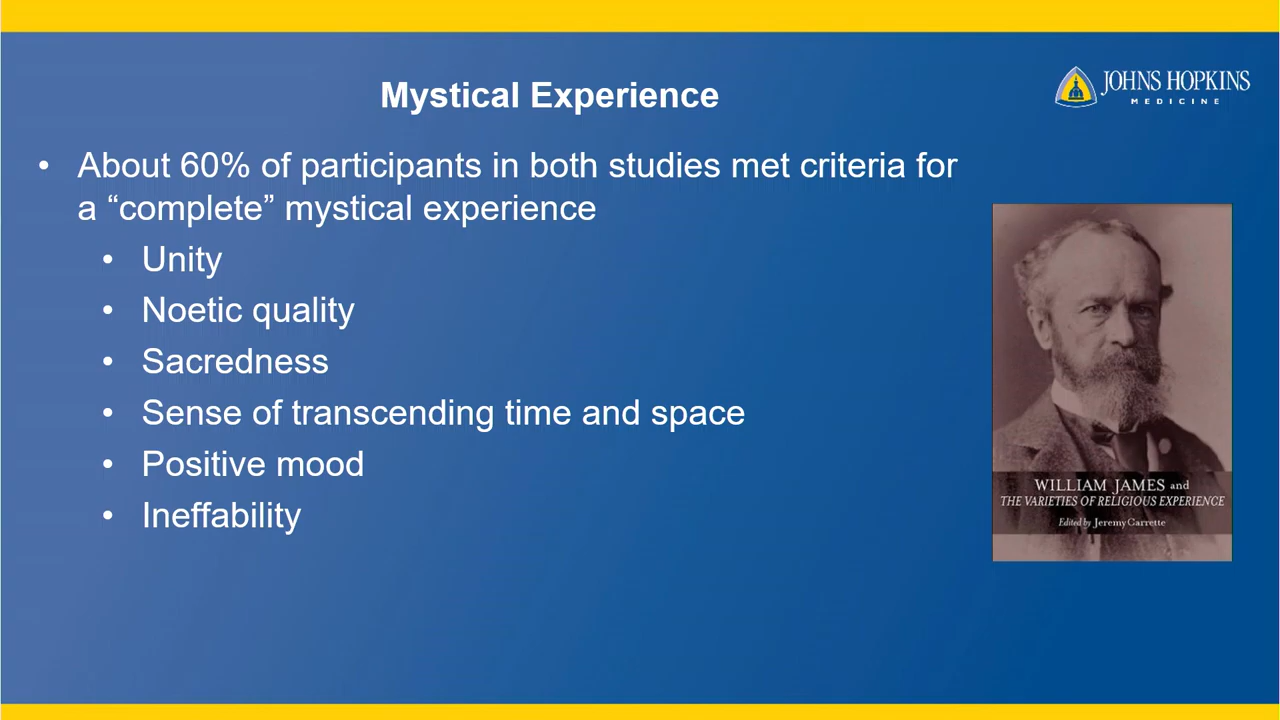 Mystical Experience
JOHNS HOPKINS
MEDICINE
• About 60% of participants in both studies met criteria for
a “complete” mystical experience
• Unity
• Noetic quality
• Sacredness
• Sense of transcending time and space
• Positive mood
• Ineffability
WILLIAM JAMES and
THE VARIETIES OF RELIGIOUS EXPERIENCE
Edited by Jeremy Carrette